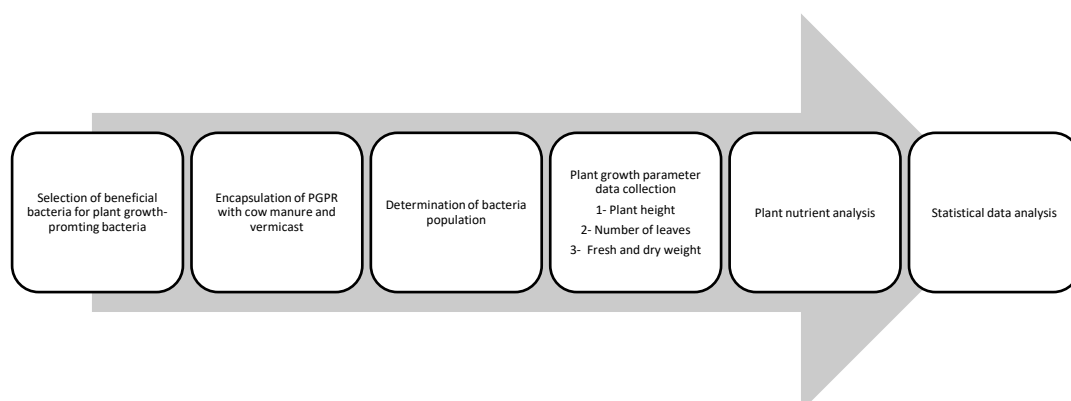 Selection of beneficial
bacteria for plant growth-
promting bacteria
Encapsulation of PGPR
with cow manure and
vermicast
Determination of bacteria
population
Plant growth parameter
data collection
1- Plant height
2- Number of leaves
3- Fresh and dry weight
Plant nutrient analysis
Statistical data analysis